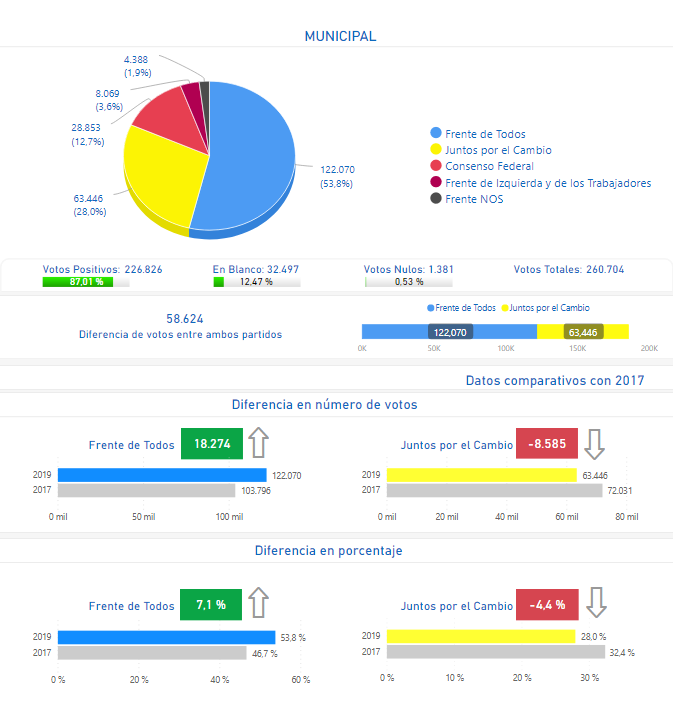 MUNICIPAL
4.388
(1,9%)
8.069
(3,6%)
28.853
(12,7%)
63.446
(28,0%)
122.070
(53,8%)
Frente de Todos
Juntos por el Cambio
Consenso Federal
Frente de Izquierda y de los Trabajadores
Frente NOS
Votos Positivos: 226.826 En Blanco: 32.497 Votos Nulos: 1.381 Votos Totales: 260.704
87,01 % 12,47 % 0,53 %
58.624
Diferencia de votos entre ambos partidos
Frente de Todos Juntos por el Cambio
122,070 63,446
0K 50K 100K 150K 200K
Datos comparativos con 2017
Diferencia en número de votos
Frente de Todos 18.274
2019 122.070
2017 103.796
0 mil 50 mil 100 mil
Juntos por el Cambio -8.585
2019 63.446
2017 72.031
0 mil 20 mil 40 mil 60 mil 80 mil
Diferencia en porcentaje
Frente de Todos 7,1 %
2019 53,8 %
2017 46,7 %
0 % 20 % 40 % 60 %
Juntos por el Cambio -4,4 %
2019 28,0 %
2017 32,4 %
0 % 10 % 20 % 30 %